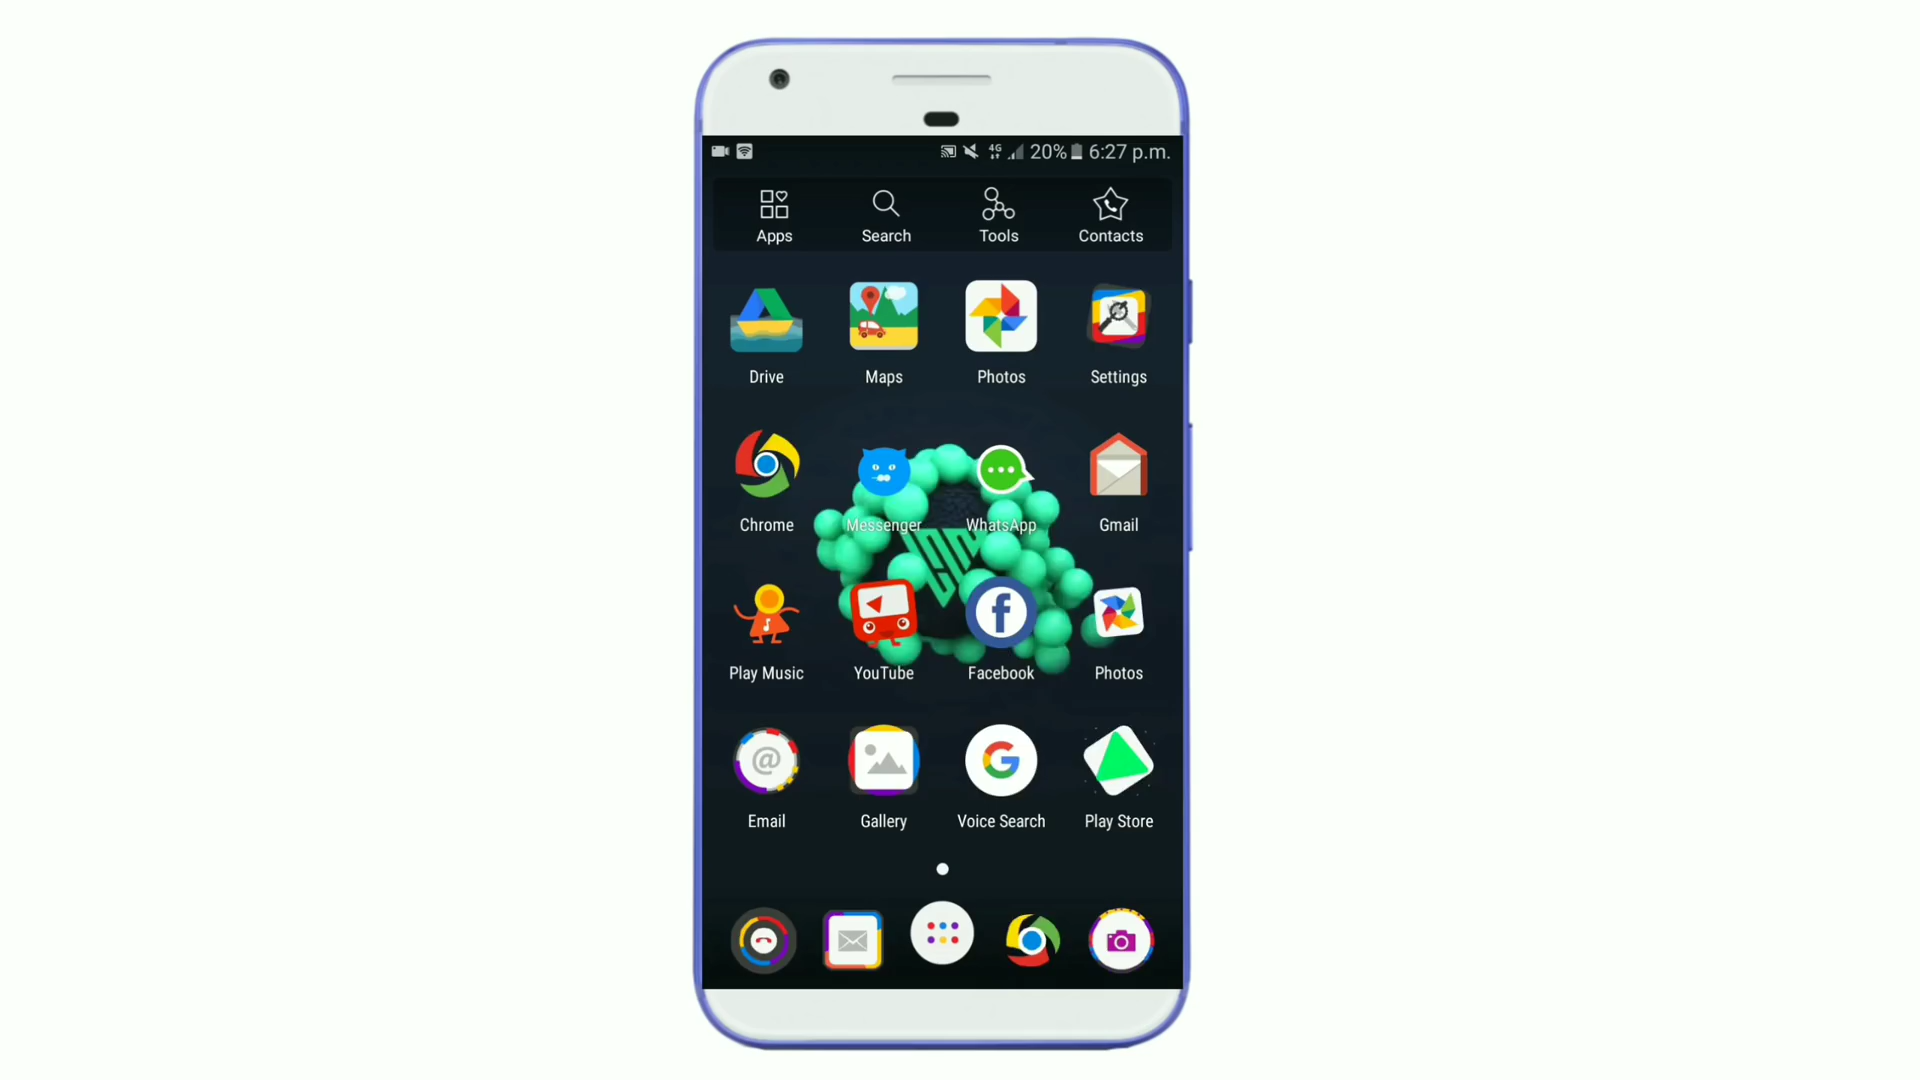 4G 20% 6:27 p.m.
Apps Search Tools Contacts
Drive Maps Photos Settings
Chrome Messenger WhatsApp Gmail
Play Music YouTube Facebook Photos
Email Gallery Voice Search Play Store